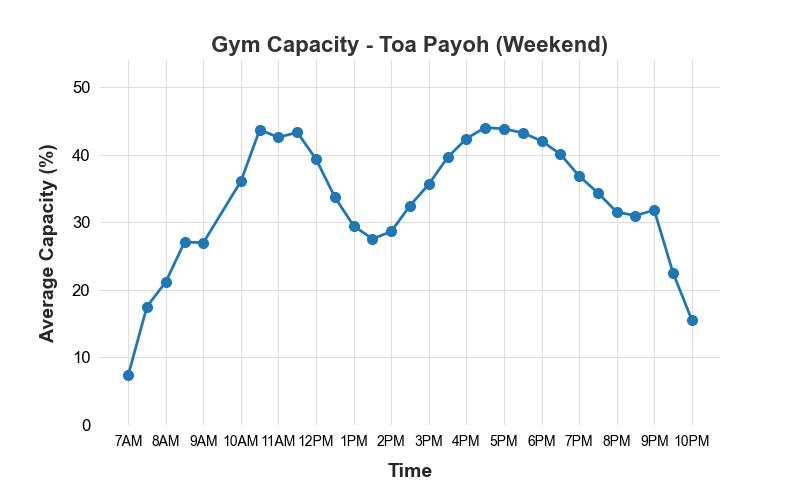 Gym Capacity - Toa Payoh (Weekend)
Average Capacity (%)
50
40
30
20
10
0
7AM 8AM 9AM 10AM 11AM 12PM 1PM 2PM 3PM 4PM 5PM 6PM 7PM 8PM 9PM 10PM
Time